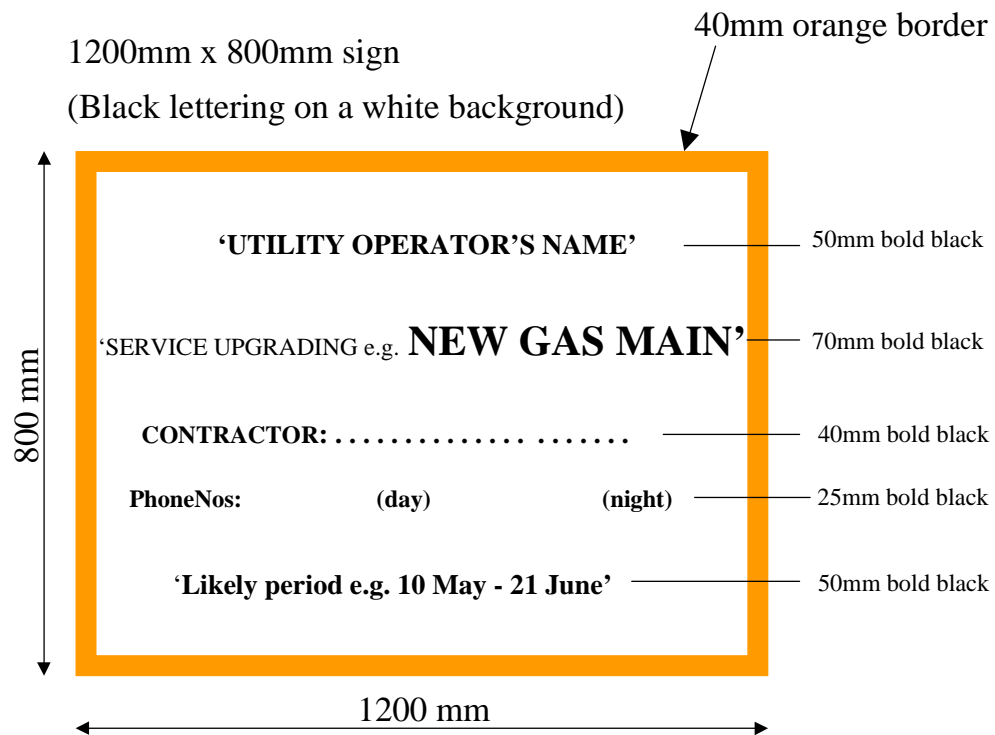 40mm orange border
1200mm x 800mm sign
(Black lettering on a white background)
‘UTILITY OPERATOR’S NAME’
50mm bold black
‘SERVICE UPGRADING e.g. NEW GAS MAIN’
70mm bold black
CONTRACTOR: . . . . . . . . . . . . . . . . . . . . .
40mm bold black
PhoneNos: (day) (night)
25mm bold black
‘Likely period e.g. 10 May - 21 June’
50mm bold black
800 mm
1200 mm